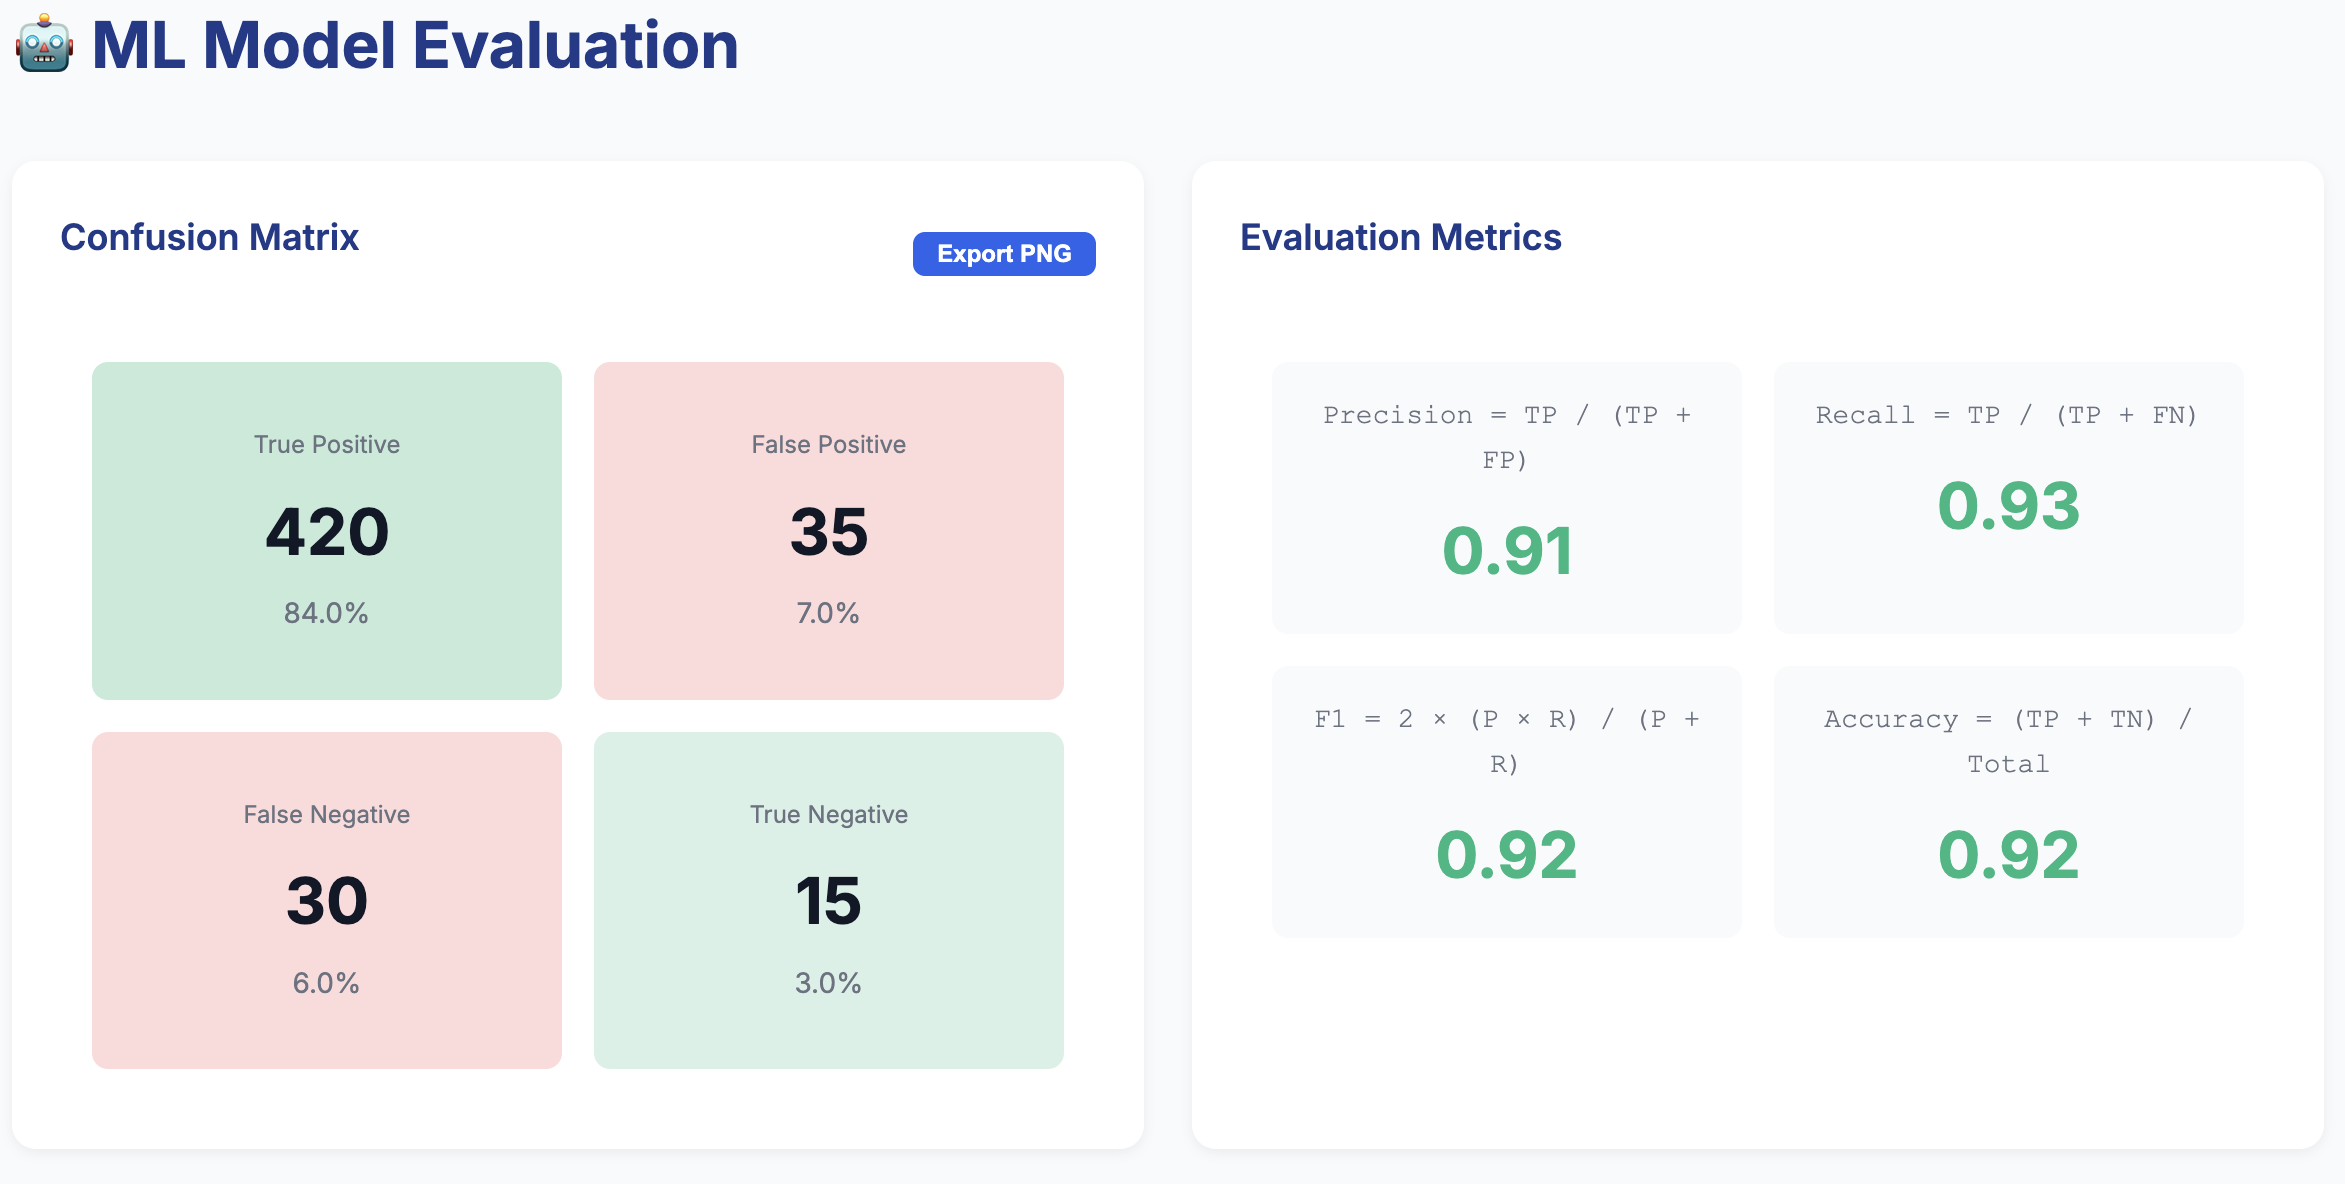 🤖 ML Model Evaluation
Confusion Matrix
Export PNG
True Positive
420
84.0%
False Positive
35
7.0%
False Negative
30
6.0%
True Negative
15
3.0%
Evaluation Metrics
Precision = TP / (TP +
FP)
0.91
Recall = TP / (TP + FN)
0.93
F1 = 2 × (P × R) / (P +
R)
0.92
Accuracy = (TP + TN) /
Total
0.92